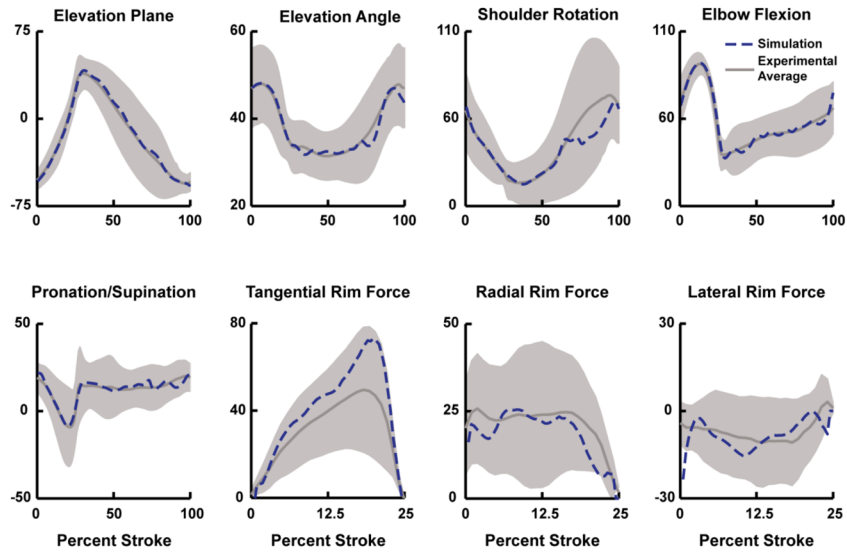 Elevation Plane Elevation Angle Shoulder Rotation Elbow Flexion
75 60 110 110
Simulation
Experimental
Average
0 40 60 60
-75 20 0 0
0 50 100 0 50 100 0 50 100 0 50 100
Pronation/Supination Tangential Rim Force Radial Rim Force Lateral Rim Force
50 80 50 30
0 40 25 0
-50 0 0 -30
0 50 100 0 12.5 25 0 12.5 25 0 12.5 25
Percent Stroke Percent Stroke Percent Stroke Percent Stroke